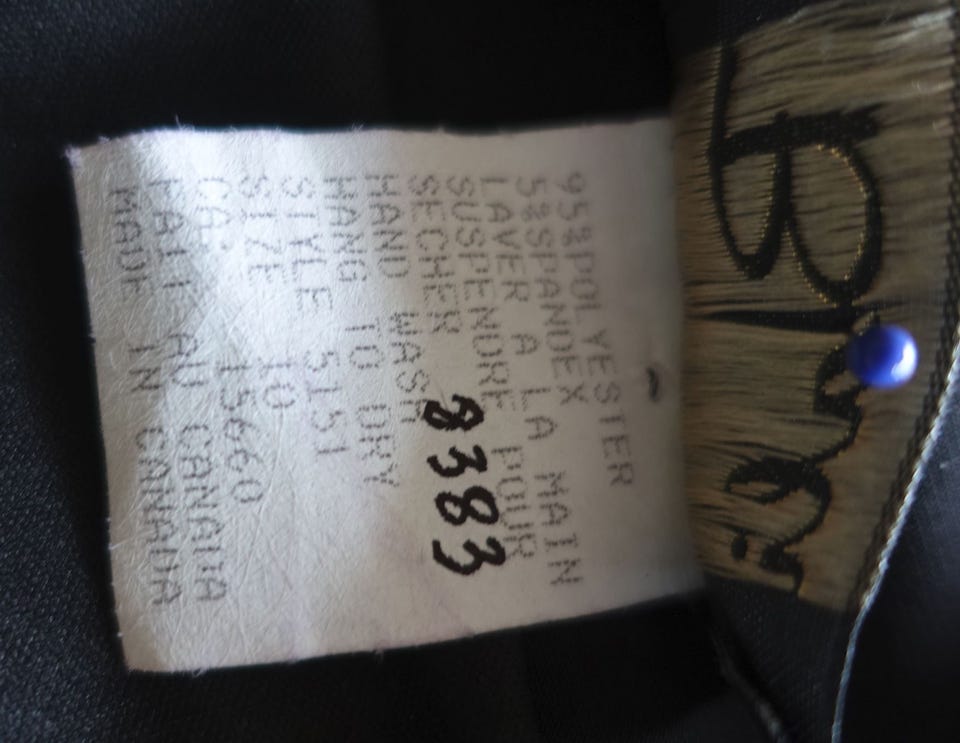 95%POLYESTER
5%SPANDEX
LAVER A LA MAIN
SUSPENDRE POUR
SECHER
HAND WASH
HANG TO DRY
STYLE 5151
SIZE 10
CA 15660
FAIT AU CANADA
MADE IN CANADA
8383